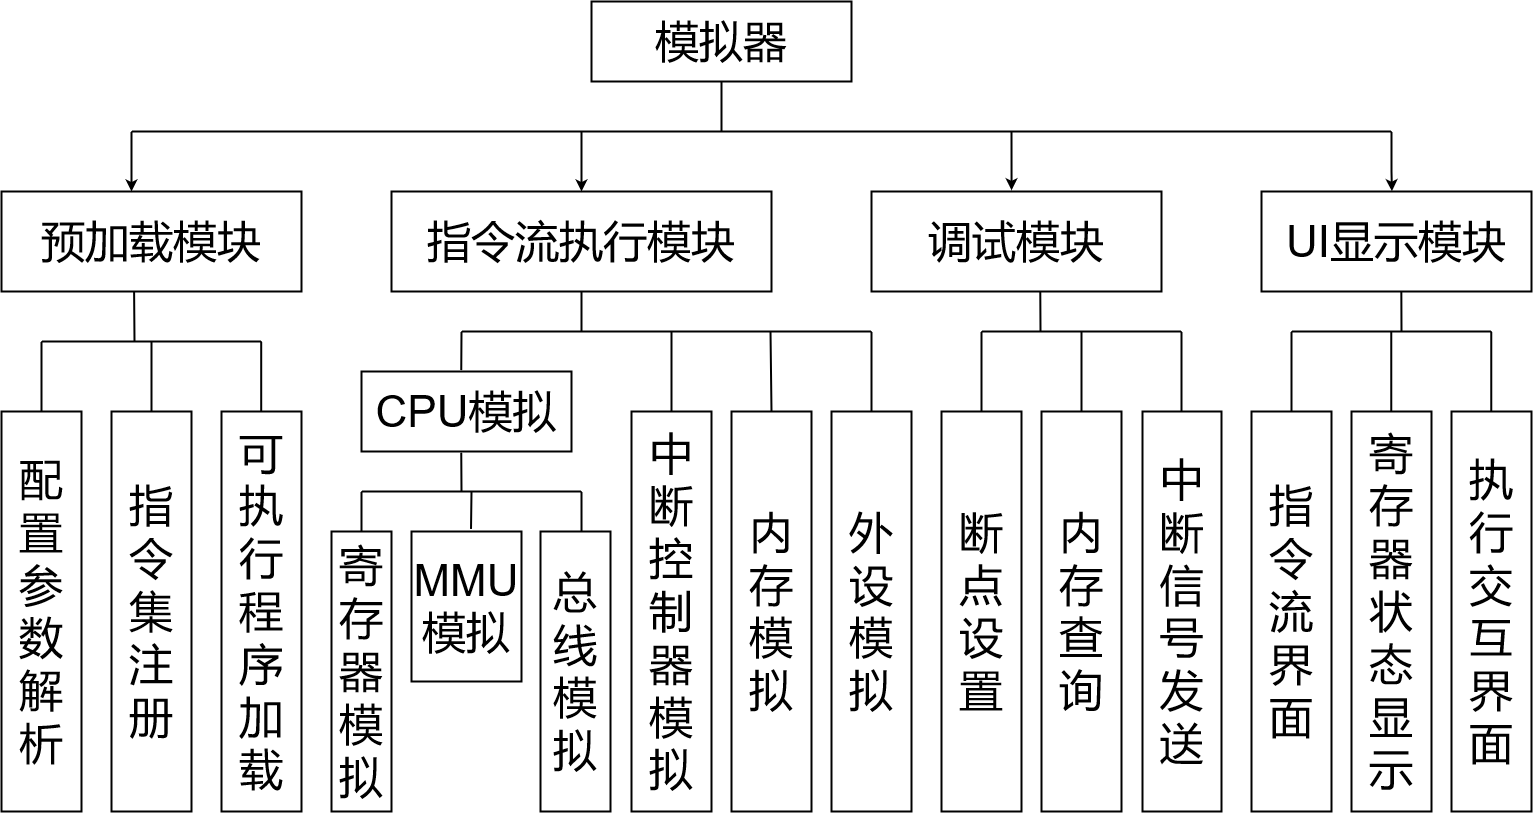 模拟器
预加载模块
指令流执行模块
调试模块
UI显示模块
配置参数解析
指令集注册
可执行程序加载
CPU模拟
寄存器模拟
MMU
模拟
总线模拟
中断控制器模拟
内存模拟
外设模拟
断点设置
内存查询
中断信号发送
指令流界面
寄存器状态显示
执行交互界面